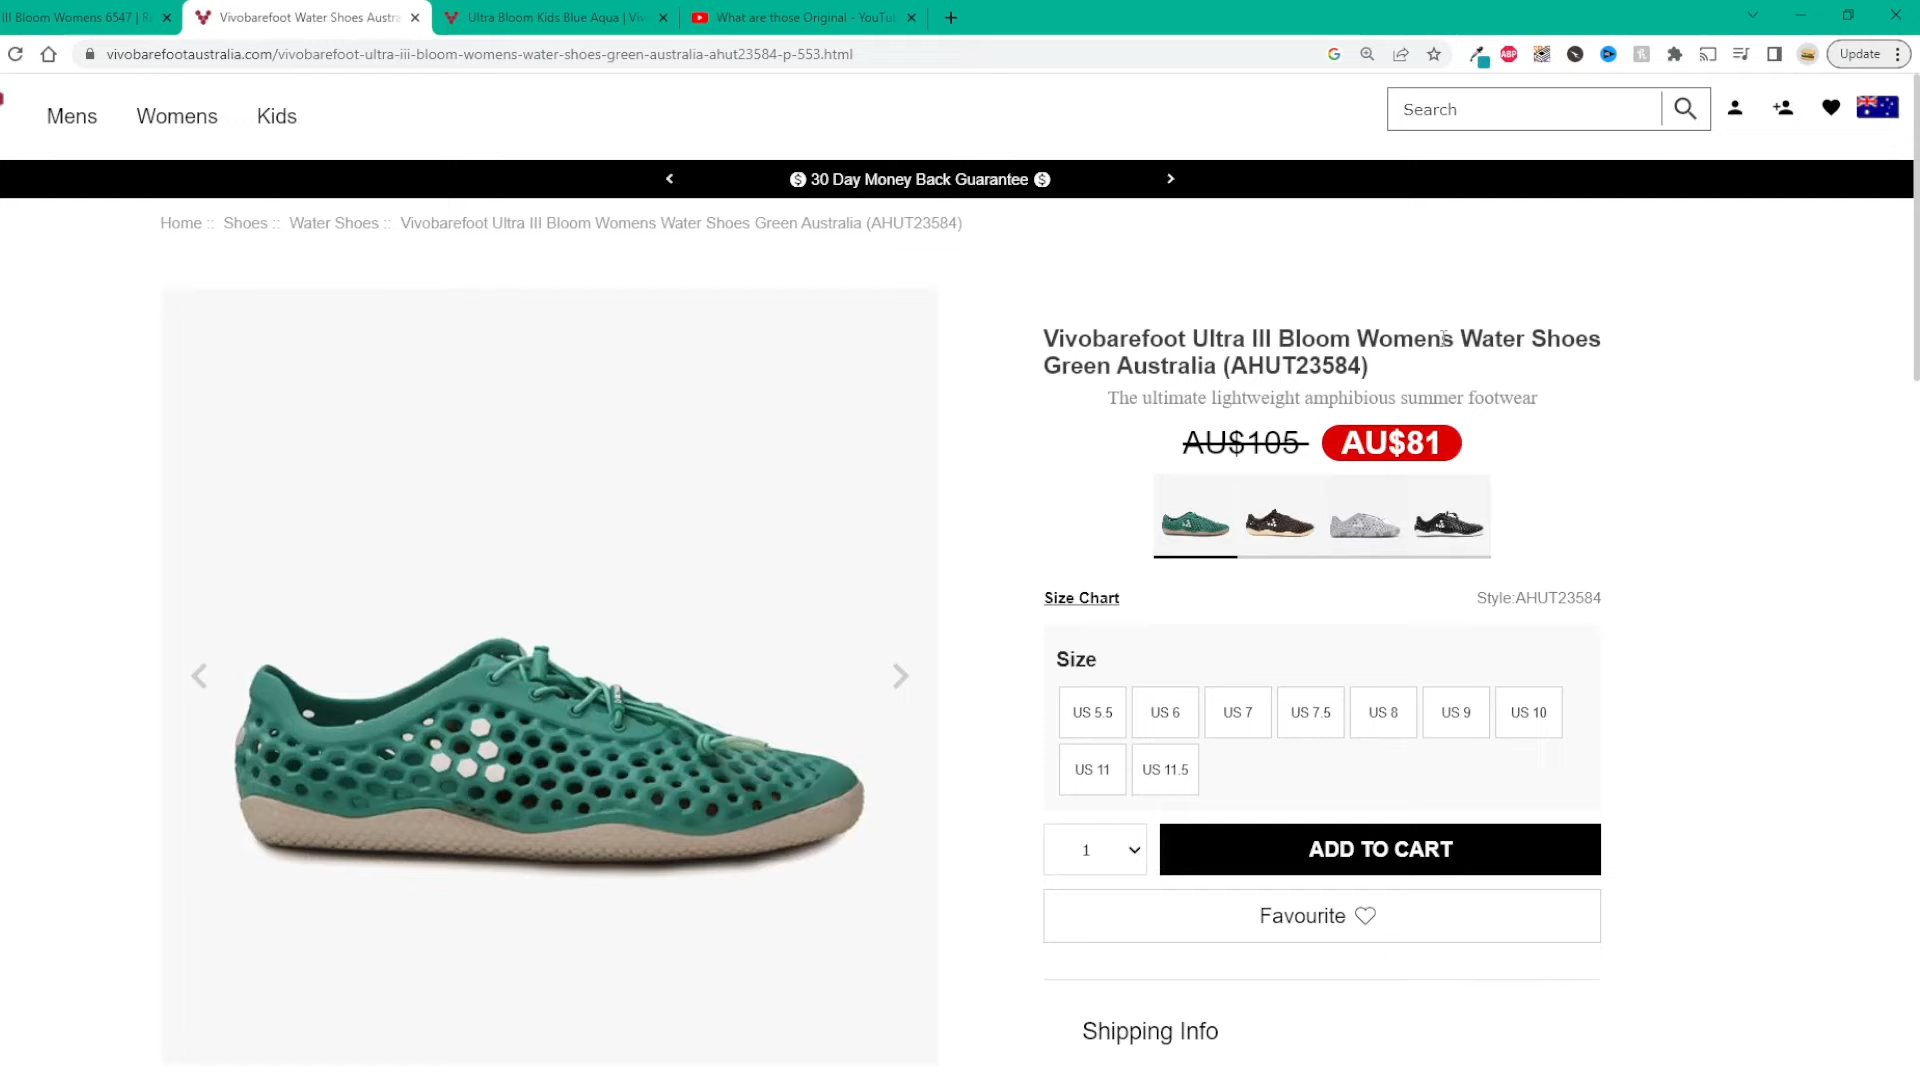 III Bloom Womens 6547 | R
Vivobarefoot Water Shoes Austra
Ultra Bloom Kids Blue Aqua | Viv
What are those Original - YouTu
vivobarefootaustralia.com/vivobarefoot-ultra-iii-bloom-womens-water-shoes-green-australia-ahut23584-p-553.html
ABP
Update
Mens
Womens
Kids
Search
30 Day Money Back Guarantee
Home :: Shoes :: Water Shoes :: Vivobarefoot Ultra III Bloom Womens Water Shoes Green Australia (AHUT23584)
Vivobarefoot Ultra III Bloom Womens Water Shoes
Green Australia (AHUT23584)
The ultimate lightweight amphibious summer footwear
AU$105 AU$81
Size Chart
Style:AHUT23584
Size
US 5.5 US 6 US 7 US 7.5 US 8 US 9 US 10
US 11 US 11.5
1
ADD TO CART
Favourite
Shipping Info